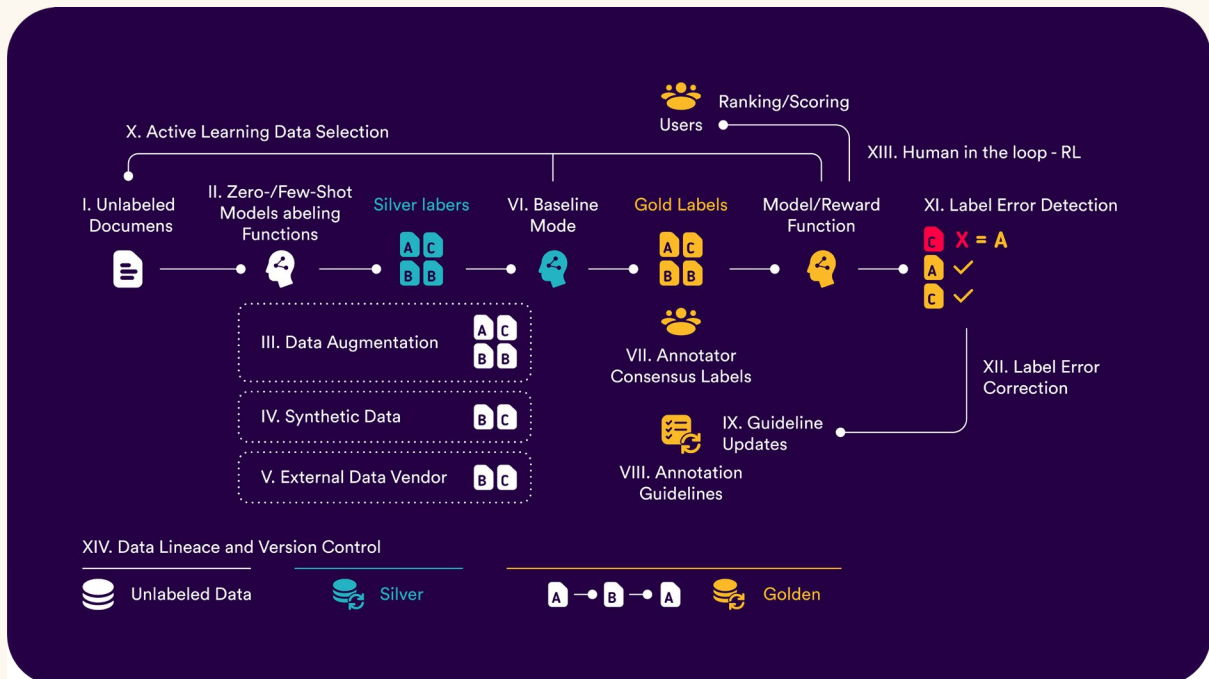 Ranking/Scoring
Users
X. Active Learning Data Selection
XIII. Human in the loop - RL
I. Unlabeled
Documens
II. Zero-/Few-Shot
Models abeling
Functions
Silver labers
VI. Baseline
Mode
Gold Labels
Model/Reward
Function
XI. Label Error Detection
A C
B B
A C
B B
C X = A
A
C
III. Data Augmentation
A C
B B
IV. Synthetic Data
B C
V. External Data Vendor
B C
VII. Annotator
Consensus Labels
IX. Guideline
Updates
VIII. Annotation
Guidelines
XII. Label Error
Correction
XIV. Data Lineace and Version Control
Unlabeled Data
Silver
A B A
Golden